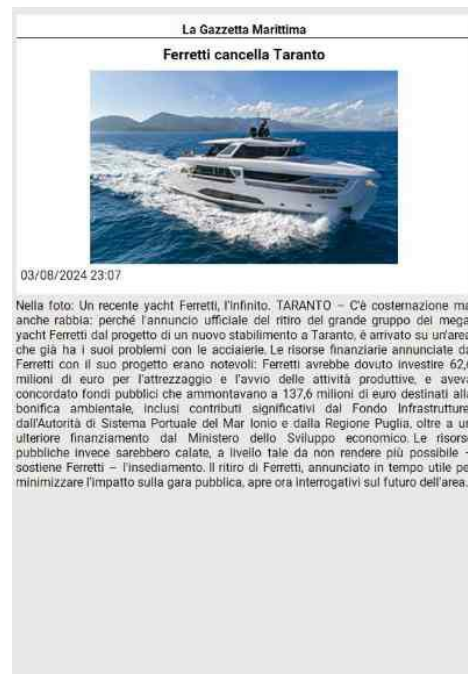 La Gazzetta Marittima
Ferretti cancella Taranto
03/08/2024 23:07
Nella foto: Un recente yacht Ferretti, l'Infinito. TARANTO – C'è costernazione ma
anche rabbia: perché l'annuncio ufficiale del ritiro del grande gruppo dei mega-
yacht Ferretti dal progetto di un nuovo stabilimento a Taranto, è arrivato su un'area
che già ha i suoi problemi con le acciaierie. Le risorse finanziarie annunciate da
Ferretti con il suo progetto erano notevoli: Ferretti avrebbe dovuto investire 62,6
milioni di euro per l'attrezzaggio e l'avvio delle attività produttive, e aveva
concordato fondi pubblici che ammontavano a 137,6 milioni di euro destinati alla
bonifica ambientale, inclusi contributi significativi dal Fondo Infrastrutture
dall'Autorità di Sistema Portuale del Mar Ionio e dalla Regione Puglia, oltre a un
ulteriore finanziamento dal Ministero dello Sviluppo economico. Le risorse
pubbliche invece sarebbero calate, a livello tale da non rendere più possibile –
sostiene Ferretti – l'insediamento. Il ritiro di Ferretti, annunciato in tempo utile per
minimizzare l'impatto sulla gara pubblica, apre ora interrogativi sul futuro dell'area.